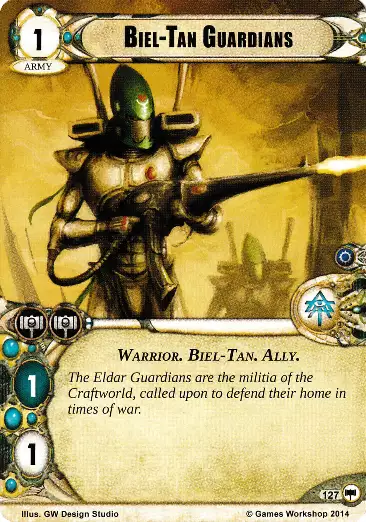 1
ARMY
BIEL-TAN GUARDIANS
WARRIOR. BIEL-TAN. ALLY.
1
The Eldar Guardians are the militia of the
Craftworld, called upon to defend their home in
times of war.
1
127
Illus. GW Design Studio
© Games Workshop 2014